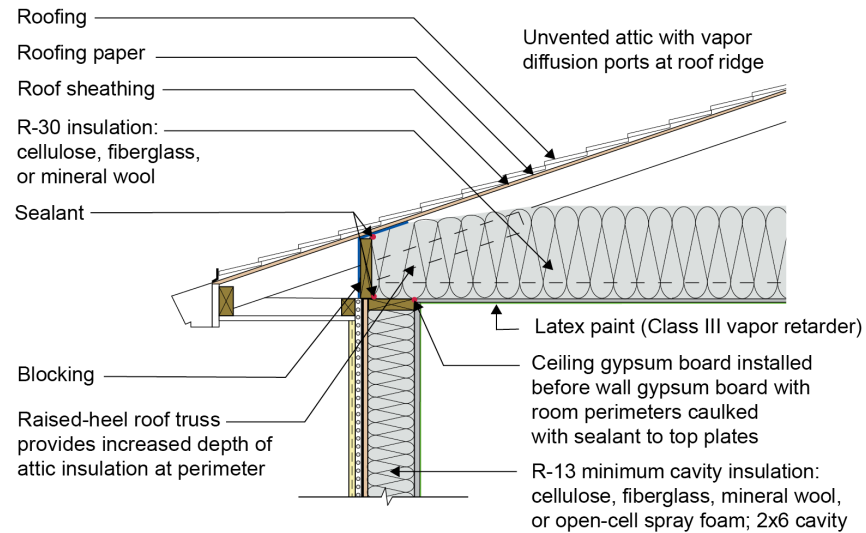 Roofing
Roofing paper
Roof sheathing
R-30 insulation:
cellulose, fiberglass,
or mineral wool
Sealant
Blocking
Raised-heel roof truss
provides increased depth of
attic insulation at perimeter
Unvented attic with vapor
diffusion ports at roof ridge
Latex paint (Class III vapor retarder)
Ceiling gypsum board installed
before wall gypsum board with
room perimeters caulked
with sealant to top plates
R-13 minimum cavity insulation:
cellulose, fiberglass, mineral wool,
or open-cell spray foam; 2x6 cavity